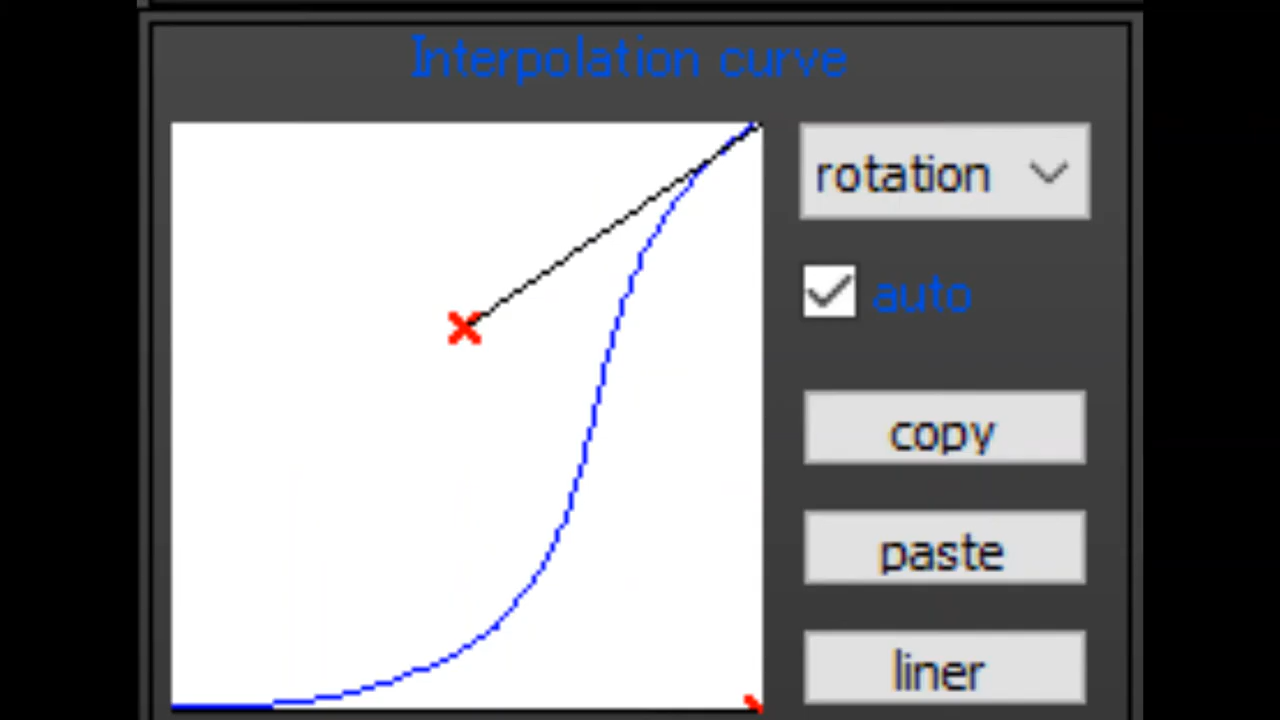 Interpolation curve
rotation
auto
copy
paste
liner